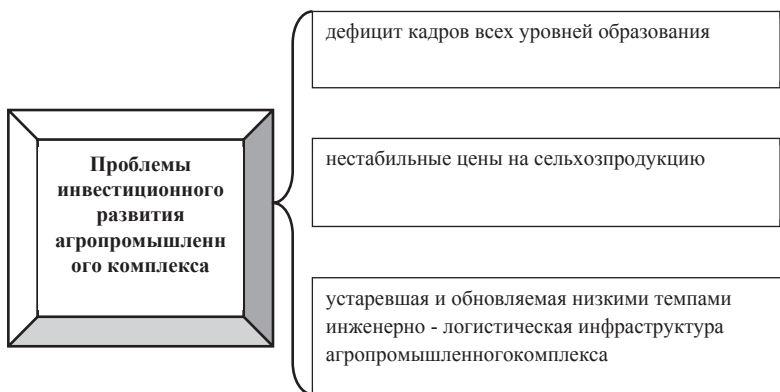 дефицит кадров всех уровней образования
Проблемы
инвестиционного
развития
агропромышленн
ого комплекса
нестабильные цены на сельхозпродукцию
устаревшая и обновляемая низкими темпами
инженерно - логистическая инфраструктура
агропромышленногокомплекса